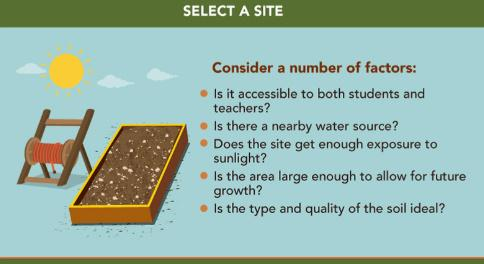 SELECT A SITE
Consider a number of factors:
Is it accessible to both students and
teachers?
Is there a nearby water source?
Does the site get enough exposure to
sunlight?
Is the area large enough to allow for future
growth?
Is the type and quality of the soil ideal?